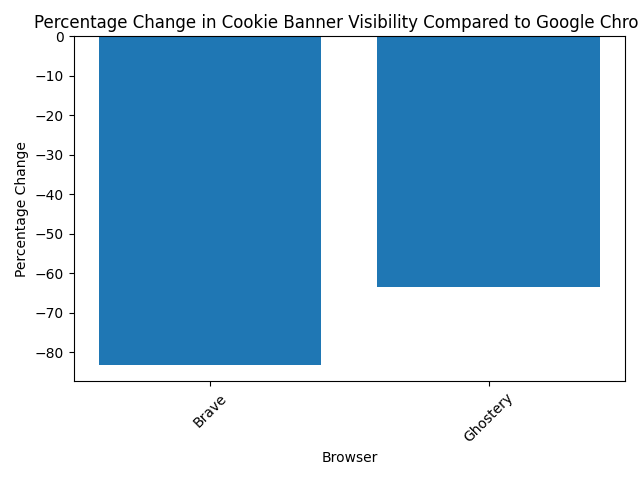 Percentage Change in Cookie Banner Visibility Compared to Google Chro
0
−10
−20
−30
−40
−50
−60
−70
−80
Percentage Change
Brave
Ghostery
Browser